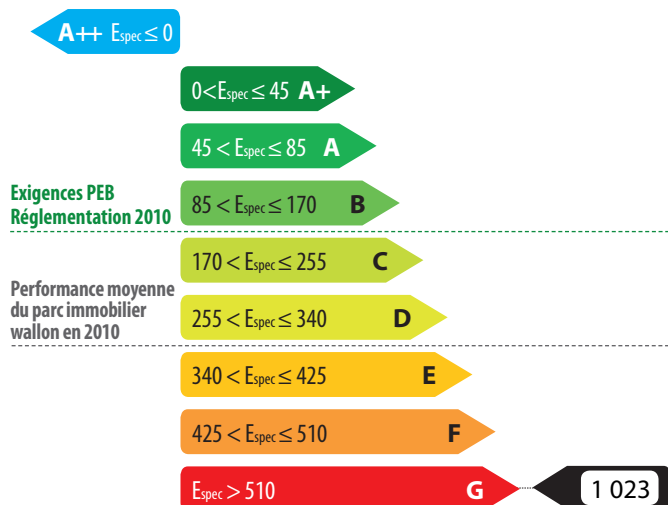 A++ Espec ≤ 0
0<Espec ≤ 45 A+
45 < Espec ≤ 85 A
Exigences PEB
Réglementation 2010
85 < Espec ≤ 170 B
170 < Espec ≤ 255 C
Performance moyenne
du parc immobilier
wallon en 2010
255 < Espec ≤ 340 D
340 < Espec ≤ 425 E
425 < Espec ≤ 510 F
Espec > 510 G
1 023